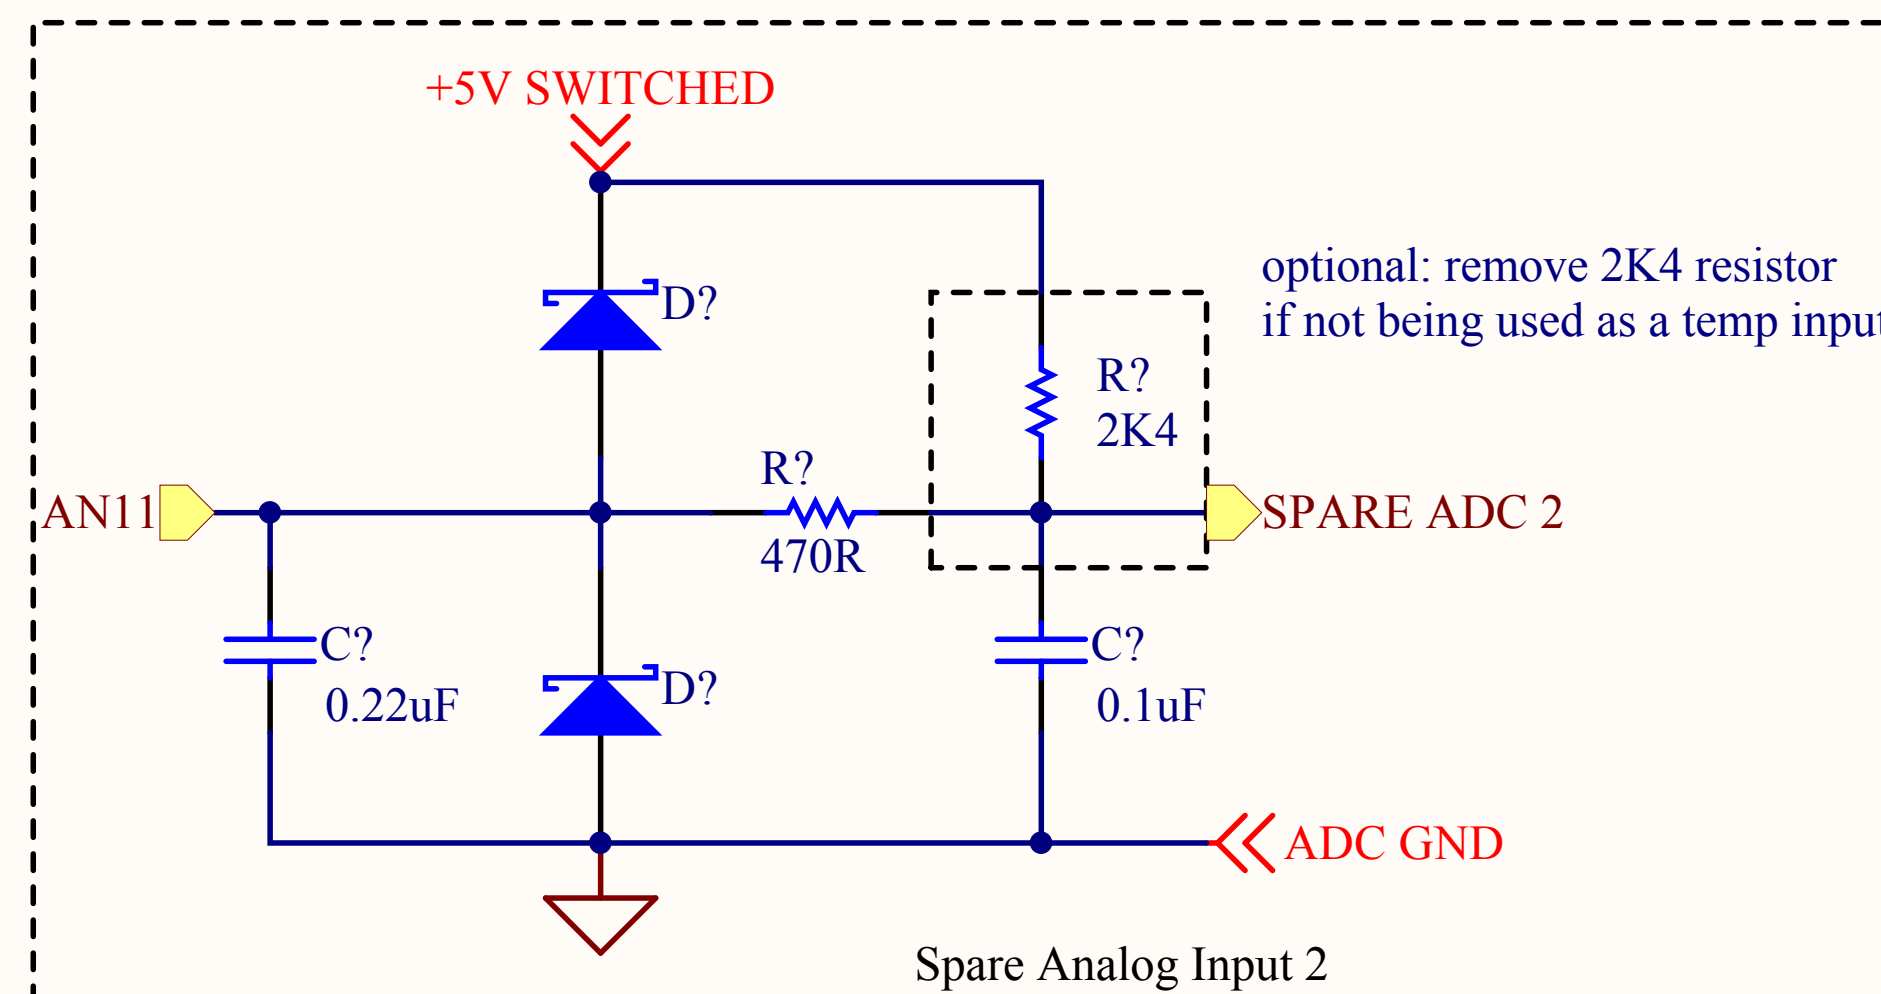 +5V SWITCHED
D?
optional: remove 2K4 resistor
if not being used as a temp input
R?
2K4
R?
470R
AN11
SPARE ADC 2
C?
0.22uF
D?
C?
0.1uF
ADC GND
Spare Analog Input 2